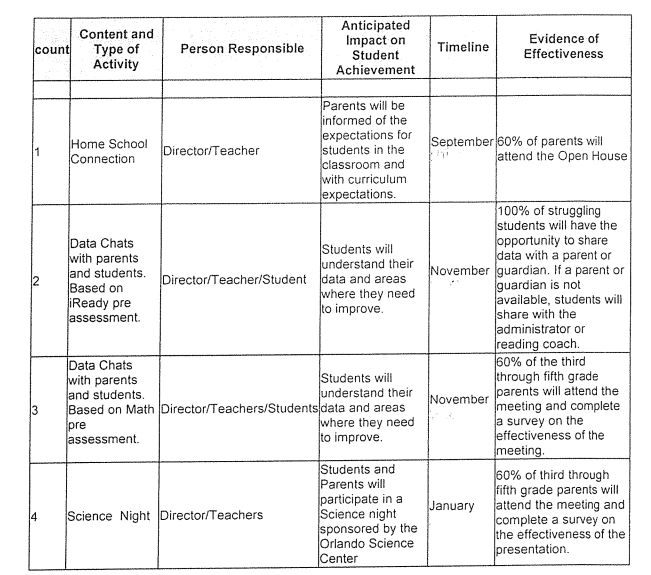 count
Content and
Type of
Activity
Person Responsible
Anticipated
Impact on
Student
Achievement
Timeline
Evidence of
Effectiveness
1
Home School
Connection
Director/Teacher
Parents will be
informed of the
expectations for
students in the
classroom and
with curriculum
expectations.
September
60% of parents will
attend the Open House
2
Data Chats
with parents
and students.
Based on
iReady pre
assessment.
Director/Teacher/Student
Students will
understand their
data and areas
where they need
to improve.
November
100% of struggling
students will have the
opportunity to share
data with a parent or
guardian. If a parent or
guardian is not
available, students will
share with the
administrator or
reading coach.
3
Data Chats
with parents
and students.
Based on Math
pre
assessment.
Director/Teachers/Students
Students will
understand their
data and areas
where they need
to improve.
November
60% of the third
through fifth grade
parents will attend the
meeting and complete
a survey on the
effectiveness of the
meeting.
4
Science Night
Director/Teachers
Students and
Parents will
participate in a
Science night
sponsored by the
Orlando Science
Center
January
60% of third through
fifth grade parents will
attend the meeting and
complete a survey on
the effectiveness of the
presentation.